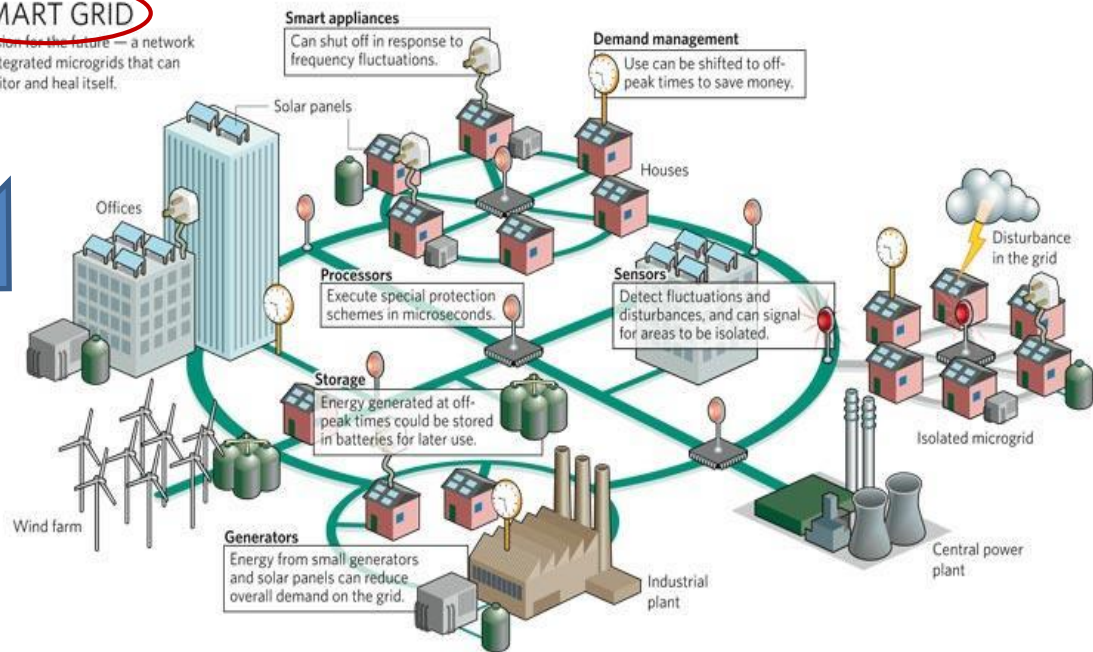 MART GRID
sion for the future — a network
tegrated microgrids that can
itor and heal itself.
Smart appliances
Can shut off in response to
frequency fluctuations.
Demand management
Use can be shifted to off-
peak times to save money.
Solar panels
Houses
Offices
Disturbance
in the grid
Processors
Execute special protection
schemes in microseconds.
Sensors
Detect fluctuations and
disturbances, and can signal
for areas to be isolated.
Storage
Energy generated at off-
peak times could be stored
in batteries for later use.
Isolated microgrid
Wind farm
Generators
Energy from small generators
and solar panels can reduce
overall demand on the grid.
Industrial
plant
Central power
plant